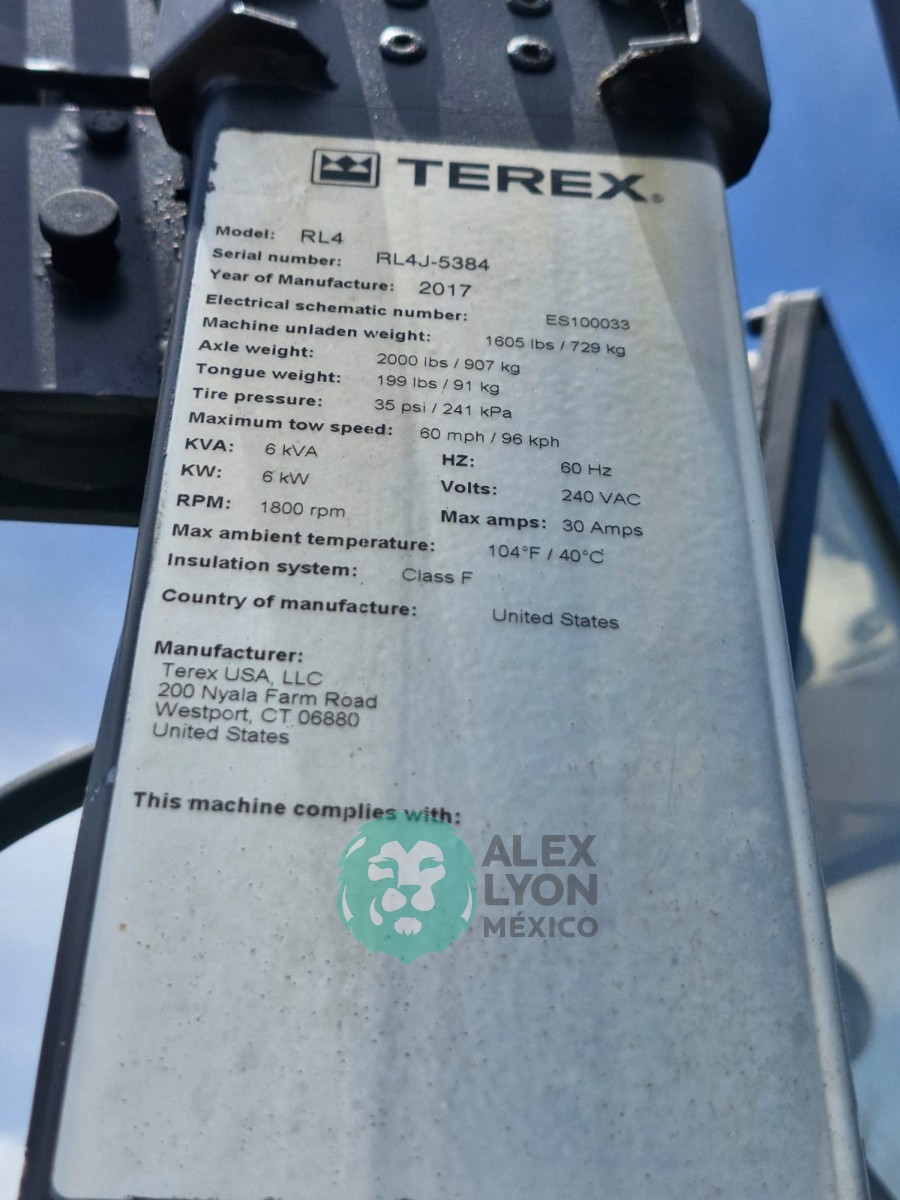 TEREX®
Model: RL4
Serial number: RL4J-5384
Year of Manufacture: 2017
Electrical schematic number: ES100033
Machine unladen weight: 1605 lbs / 729 kg
Axle weight: 2000 lbs / 907 kg
Tongue weight: 199 lbs / 91 kg
Tire pressure: 35 psi / 241 kPa
Maximum tow speed: 60 mph / 96 kph
KVA: 6 kVA HZ: 60 Hz
KW: 6 kW Volts: 240 VAC
RPM: 1800 rpm Max amps: 30 Amps
Max ambient temperature: 104°F / 40°C
Insulation system: Class F
Country of manufacture: United States
Manufacturer:
Terex USA, LLC
200 Nyala Farm Road
Westport, CT 06880
United States
This machine complies with:
ALEX
LYON
MÉXICO